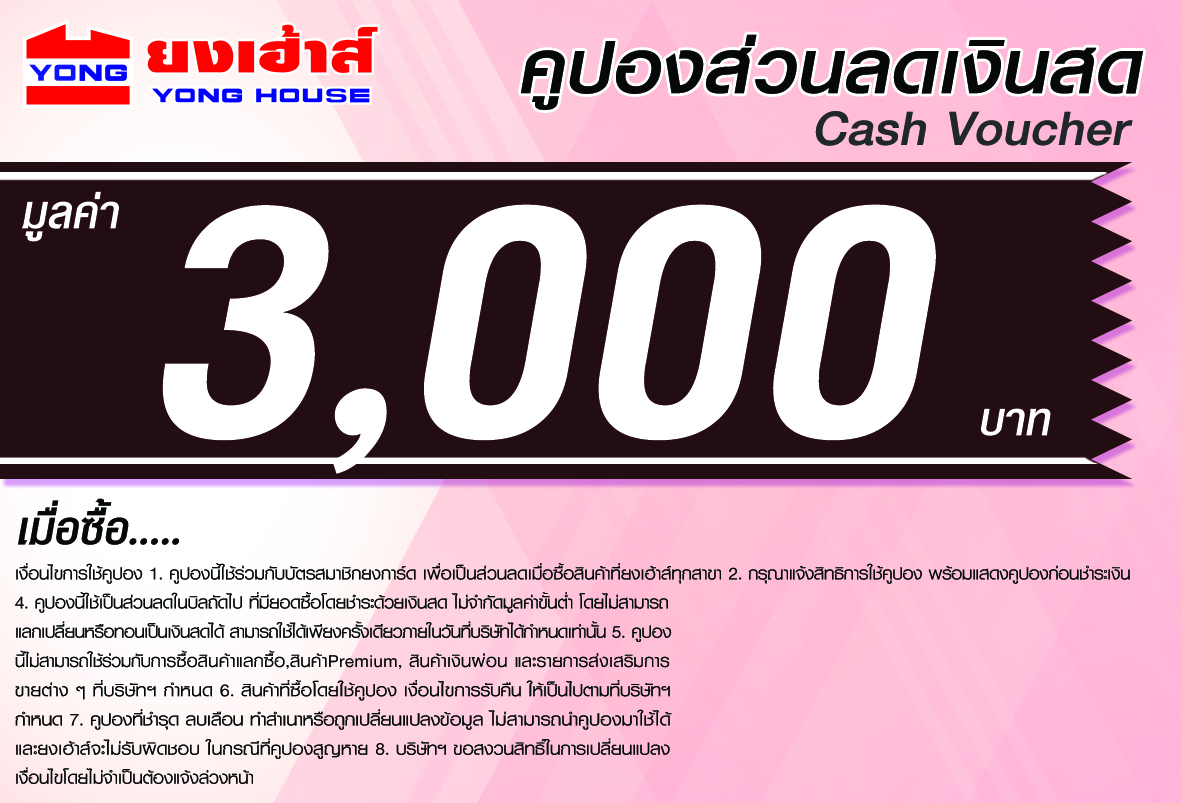 YONG
ยงเฮ้าส์
YONG HOUSE
คูปองส่วนลดเงินสด
Cash Voucher
มูลค่า
3,000
บาท
เมื่อซื้อ.....
เงื่อนไขการใช้คูปอง 1. คูปองนี้ใช้ร่วมกับบัตรสมาชิกยงการ์ด เพื่อเป็นส่วนลดเมื่อซื้อสินค้าที่ยงเฮ้าส์ทุกสาขา 2. กรุณาแจ้งสิทธิการใช้คูปอง พร้อมแสดงคูปองก่อนชำระเงิน
4. คูปองนี้ใช้เป็นส่วนลดในบิลถัดไป ที่มียอดซื้อโดยชำระด้วยเงินสด ไม่จำกัดมูลค่าขั้นต่ำ โดยไม่สามารถ
แลกเปลี่ยนหรือทอนเป็นเงินสดได้ สามารถใช้ได้เพียงครั้งเดียวภายในวันที่บริษัทได้กำหนดเท่านั้น 5. คูปอง
นี้ไม่สามารถใช้ร่วมกับการซื้อสินค้าแลกซื้อ,สินค้าPremium, สินค้าเงินผ่อน และรายการส่งเสริมการ
ขายต่าง ๆ ที่บริษัทฯ กำหนด 6. สินค้าที่ซื้อโดยใช้คูปอง เงื่อนไขการรับคืน ให้เป็นไปตามที่บริษัทฯ
กำหนด 7. คูปองที่ชำรุด ลบเลือน ทำสำเนาหรือถูกเปลี่ยนแปลงข้อมูล ไม่สามารถนำคูปองมาใช้ได้
และยงเฮ้าส์จะไม่รับผิดชอบ ในกรณีที่คูปองสูญหาย 8. บริษัทฯ ขอสงวนสิทธิ์ในการเปลี่ยนแปลง
เงื่อนไขโดยไม่จำเป็นต้องแจ้งล่วงหน้า